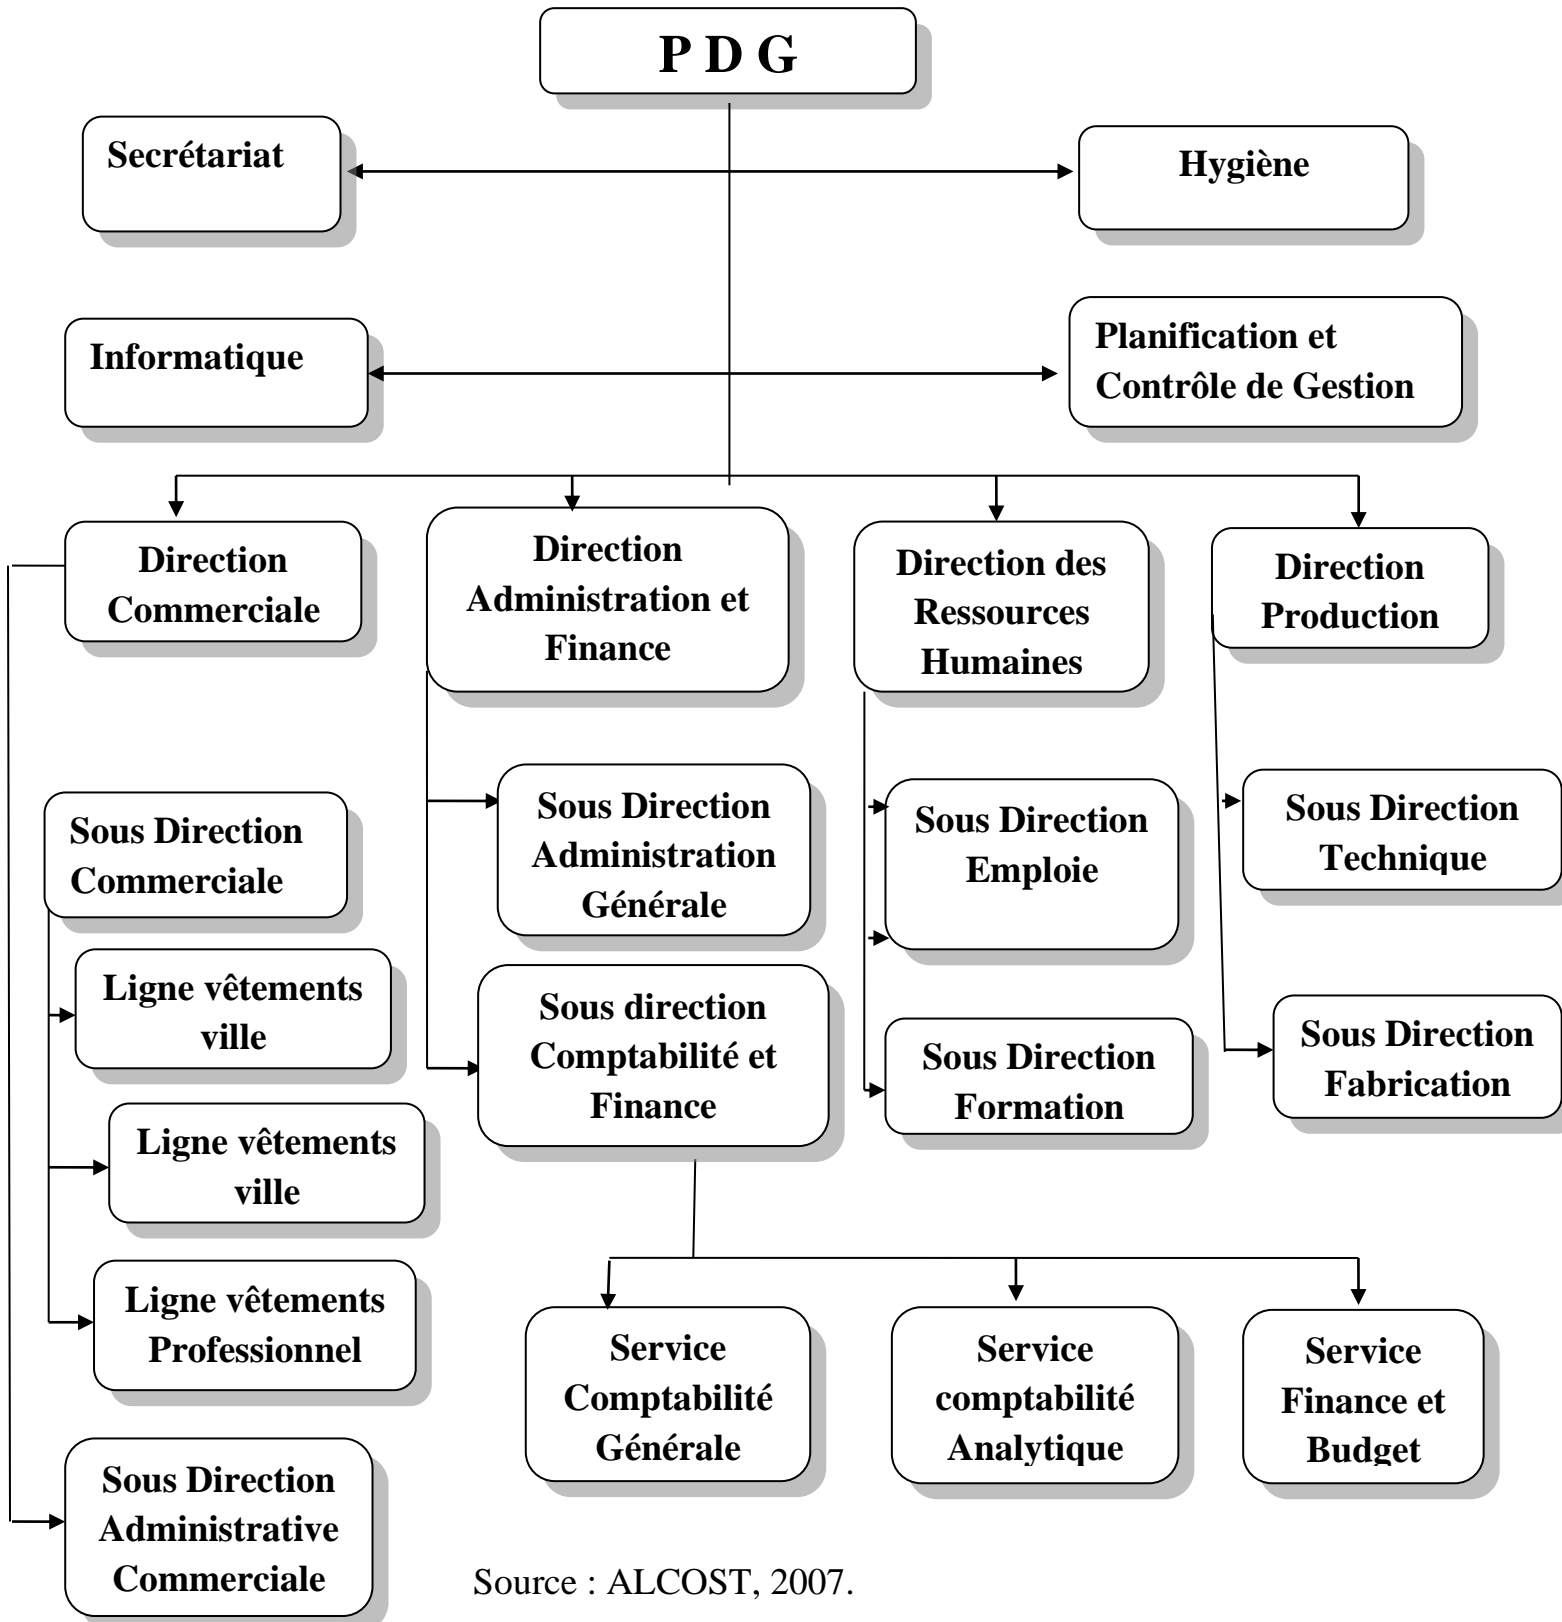 P D G
Secrétariat
Hygiène
Informatique
Planification et
Contrôle de Gestion
Direction
Commerciale
Direction
Administration et
Finance
Direction des
Ressources
Humaines
Direction
Production
Sous Direction
Commerciale
Sous Direction
Administration
Générale
Sous Direction
Emploie
Sous Direction
Technique
Ligne vêtements
ville
Sous direction
Comptabilité et
Finance
Sous Direction
Formation
Sous Direction
Fabrication
Ligne vêtements
ville
Ligne vêtements
Professionnel
Service
Comptabilité
Générale
Service
comptabilité
Analytique
Service
Finance et
Budget
Sous Direction
Administrative
Commerciale
Source : ALCOST, 2007.